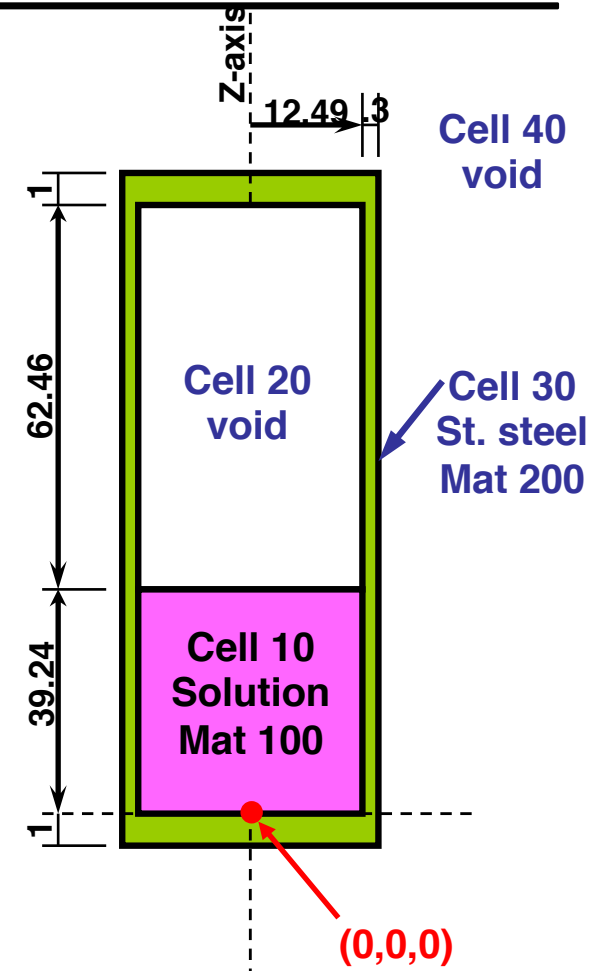 Z-axis
12.49
.3
Cell 40
void
1
62.46
Cell 20
void
Cell 30
St. steel
Mat 200
39.24
Cell 10
Solution
Mat 100
1
(0,0,0)